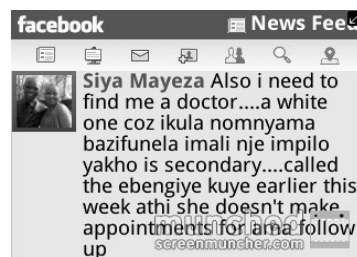 facebook
News Feed
Siya Mayeza Also i need to
find me a doctor....a white
one coz ikula nomnyama
bazifunela imali nje impilo
yakho is secondary....called
the ebengiye kuye earlier this
week athi she doesn't make
appointments for ama follow
up
munched
screenmuncher.com